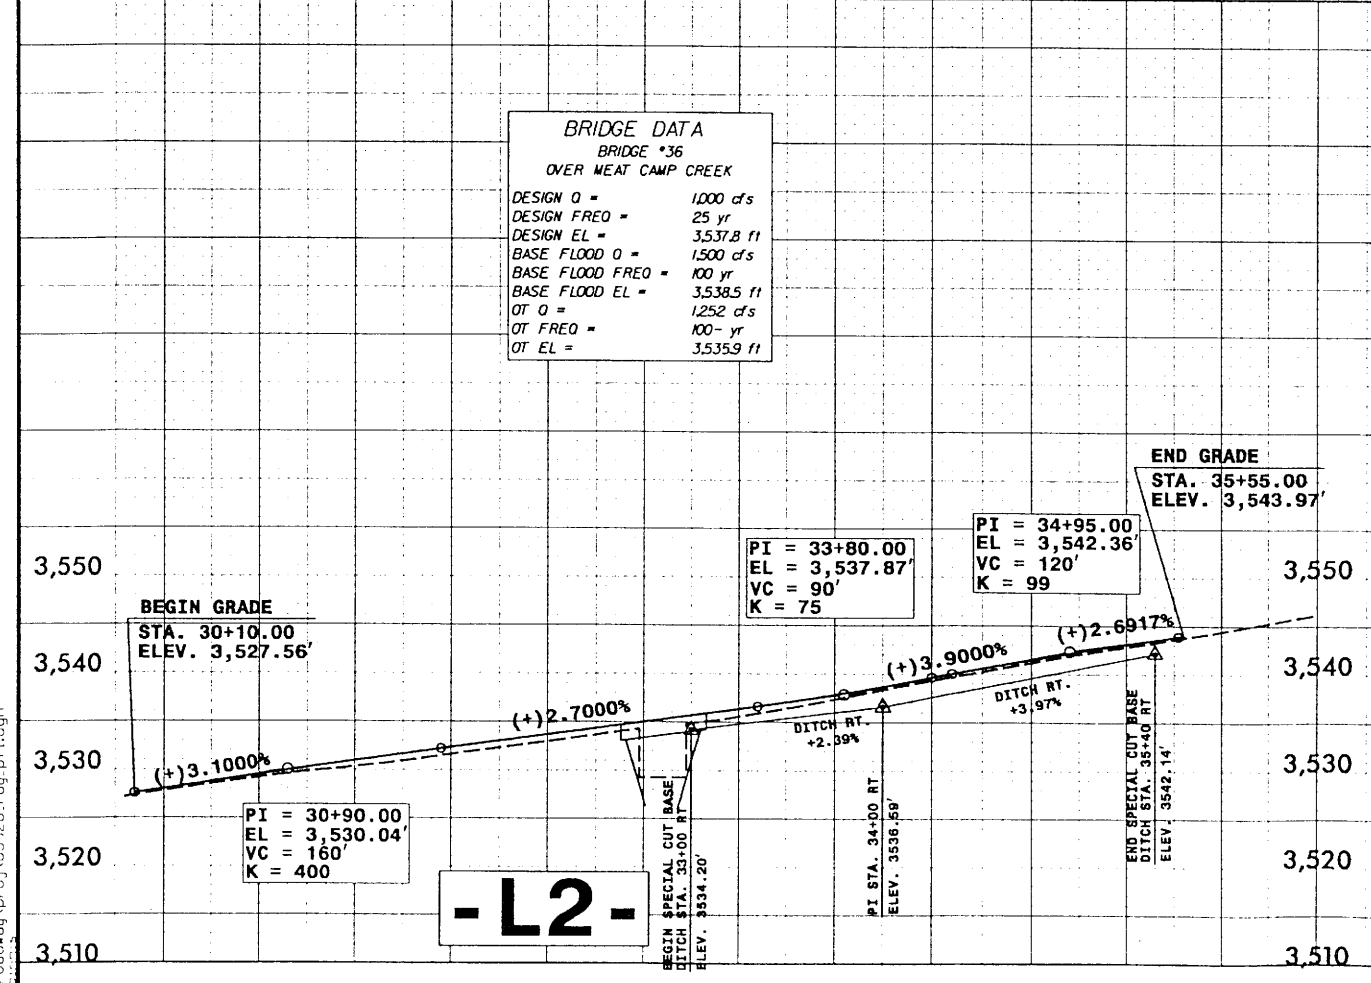 BRIDGE DATA
BRIDGE #36
OVER MEAT CAMP CREEK
DESIGN Q = 1,000 cfs
DESIGN FREQ = 25 yr
DESIGN EL = 3,537.8 ft
BASE FLOOD Q = 1,500 cfs
BASE FLOOD FREQ = 100 yr
BASE FLOOD EL = 3,538.5 ft
OT Q = 1,252 cfs
OT FREQ = 100- yr
OT EL = 3,535.9 ft
END GRADE
STA. 35+55.00
ELEV. 3,543.97'
PI = 34+95.00
EL = 3,542.36'
VC = 120'
K = 99
PI = 33+80.00
EL = 3,537.87'
VC = 90'
K = 75
3,550
3,550
BEGIN GRADE
STA. 30+10.00
ELEV. 3,527.56'
3,540
3,540
(+)3.1000%
(+)2.7000%
(+)3.9000%
(+)2.6917%
DITCH RT.
+2.39%
DITCH RT.
+3.97%
3,530
3,530
PI = 30+90.00
EL = 3,530.04'
VC = 160'
K = 400
BEGIN SPECIAL CUT BASE
DITCH STA. 33+00 RT
ELEV. 3534.20'
PI STA. 34+00 RT
ELEV. 3536.59'
END SPECIAL CUT BASE
DITCH STA. 35+40 RT
ELEV. 3542.14'
3,520
3,520
-L2-
3,510
3,510